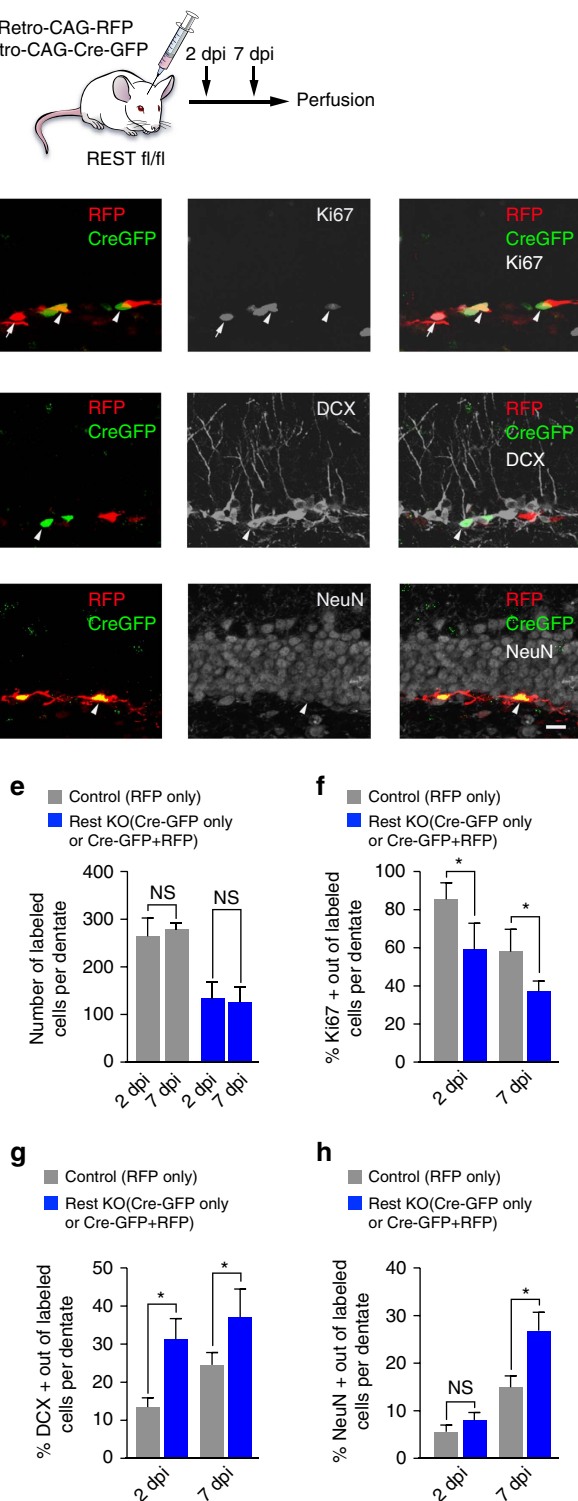 Retro-CAG-RFP
tro-CAG-Cre-GFP
2 dpi 7 dpi
Perfusion
REST fl/fl
RFP
CreGFP
Ki67
RFP
CreGFP
Ki67
RFP
CreGFP
DCX
RFP
CreGFP
DCX
RFP
CreGFP
NeuN
RFP
CreGFP
NeuN
e
Control (RFP only)
Rest KO(Cre-GFP only
or Cre-GFP+RFP)
Number of labeled
cells per dentate
400
300
200
100
0
NS
NS
2 dpi
7 dpi
2 dpi
7 dpi
f
Control (RFP only)
Rest KO(Cre-GFP only
or Cre-GFP+RFP)
% Ki67 + out of labeled
cells per dentate
100
80
60
40
20
0
*
*
2 dpi
7 dpi
g
Control (RFP only)
Rest KO(Cre-GFP only
or Cre-GFP+RFP)
% DCX + out of labeled
cells per dentate
50
40
30
20
10
0
*
*
2 dpi
7 dpi
h
Control (RFP only)
Rest KO(Cre-GFP only
or Cre-GFP+RFP)
% NeuN + out of labeled
cells per dentate
40
30
20
10
0
NS
*
2 dpi
7 dpi